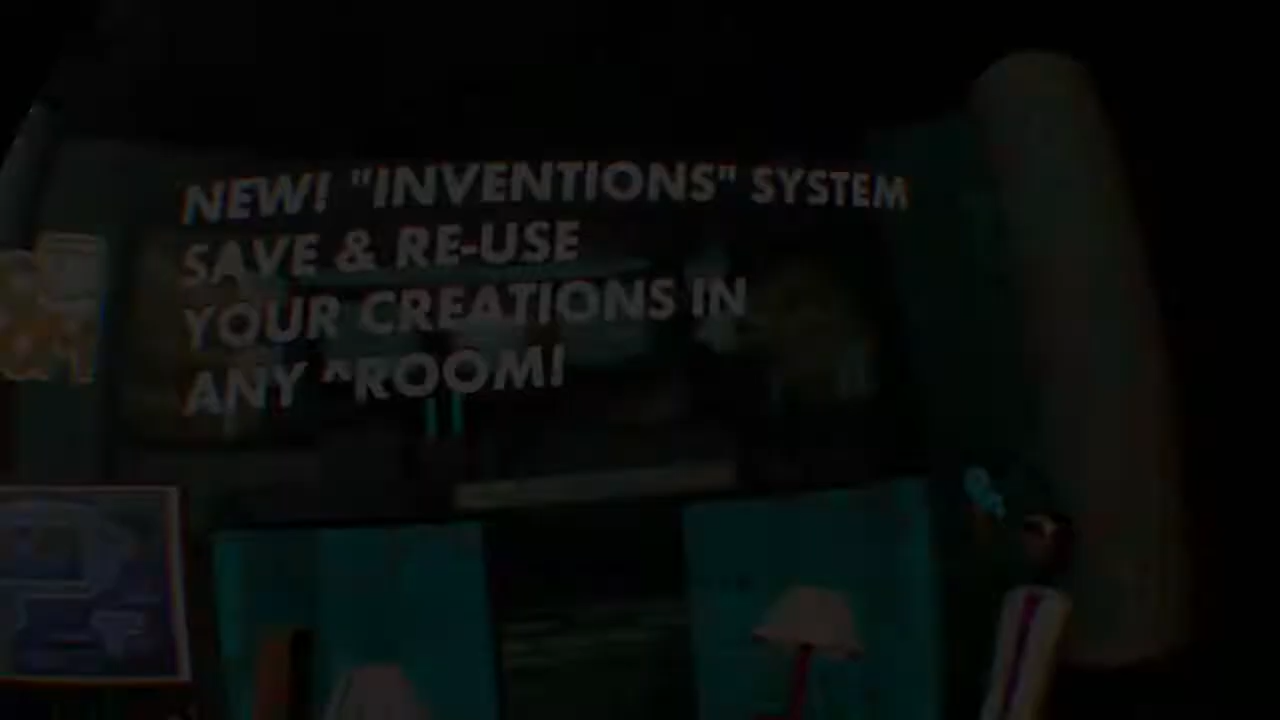 NEW! "INVENTIONS" SYSTEM
SAVE & RE-USE
YOUR CREATIONS IN
ANY ^ROOM!